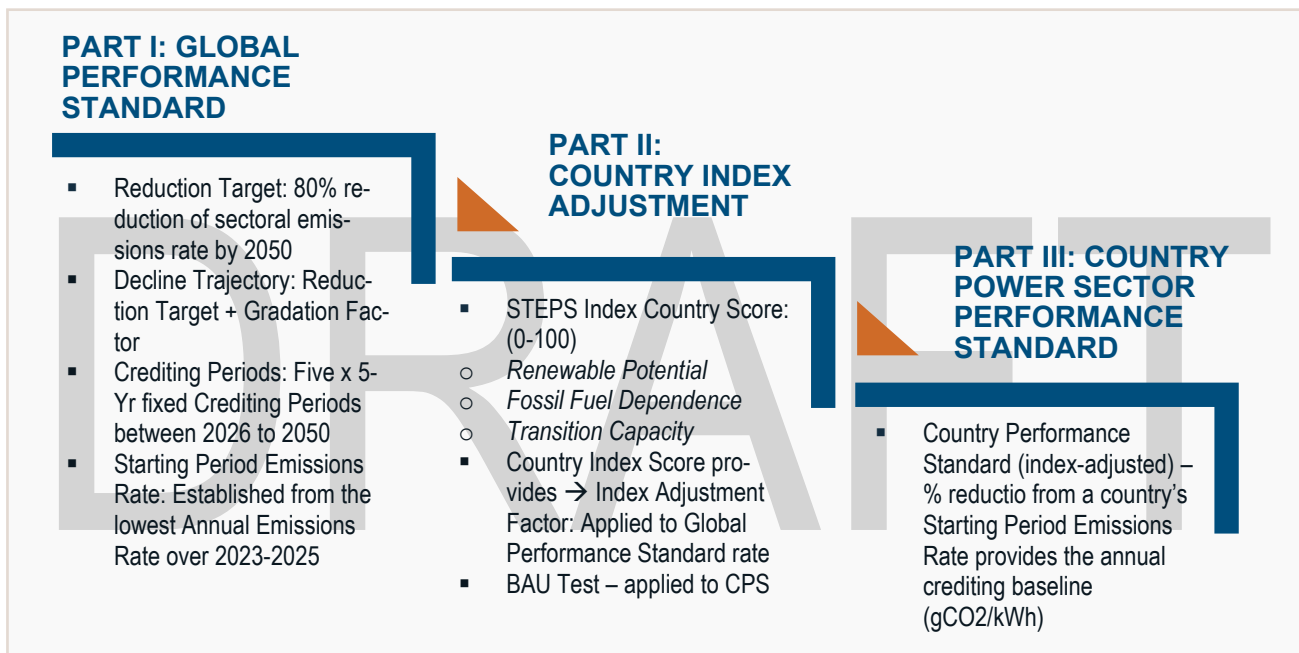 PART I: GLOBAL
PERFORMANCE
STANDARD
▪ Reduction Target: 80% re-
duction of sectoral emis-
sions rate by 2050
▪ Decline Trajectory: Reduc-
tion Target + Gradation Fac-
tor
▪ Crediting Periods: Five x 5-
Yr fixed Crediting Periods
between 2026 to 2050
▪ Starting Period Emissions
Rate: Established from the
lowest Annual Emissions
Rate over 2023-2025
PART II:
COUNTRY INDEX
ADJUSTMENT
▪ STEPS Index Country Score:
(0-100)
o Renewable Potential
o Fossil Fuel Dependence
o Transition Capacity
▪ Country Index Score pro-
vides → Index Adjustment
Factor: Applied to Global
Performance Standard rate
▪ BAU Test – applied to CPS
PART III: COUNTRY
POWER SECTOR
PERFORMANCE
STANDARD
▪ Country Performance
Standard (index-adjusted) –
% reductio from a country’s
Starting Period Emissions
Rate provides the annual
crediting baseline
(gCO2/kWh)
DRAFT